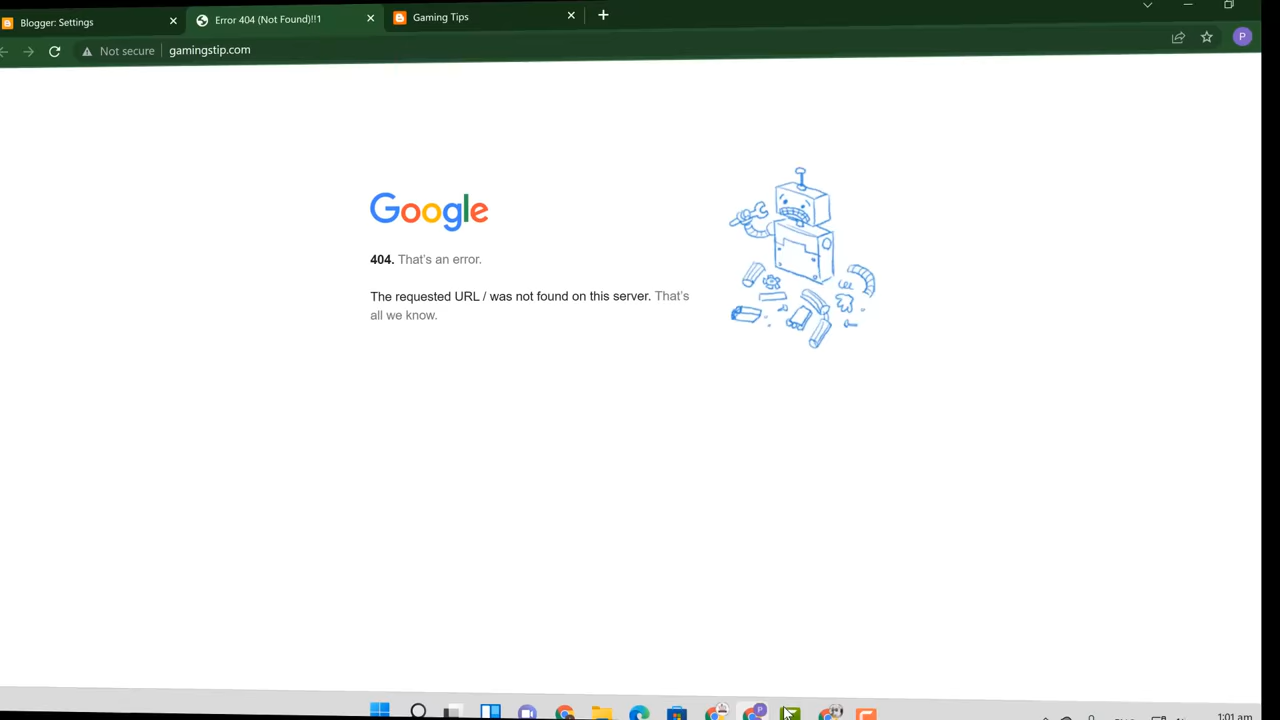 Blogger: Settings
Error 404 (Not Found)!!1
Gaming Tips
Not secure
gamingstip.com
P
Google
404. That's an error.
The requested URL / was not found on this server. That's
all we know.
P
1:01 am